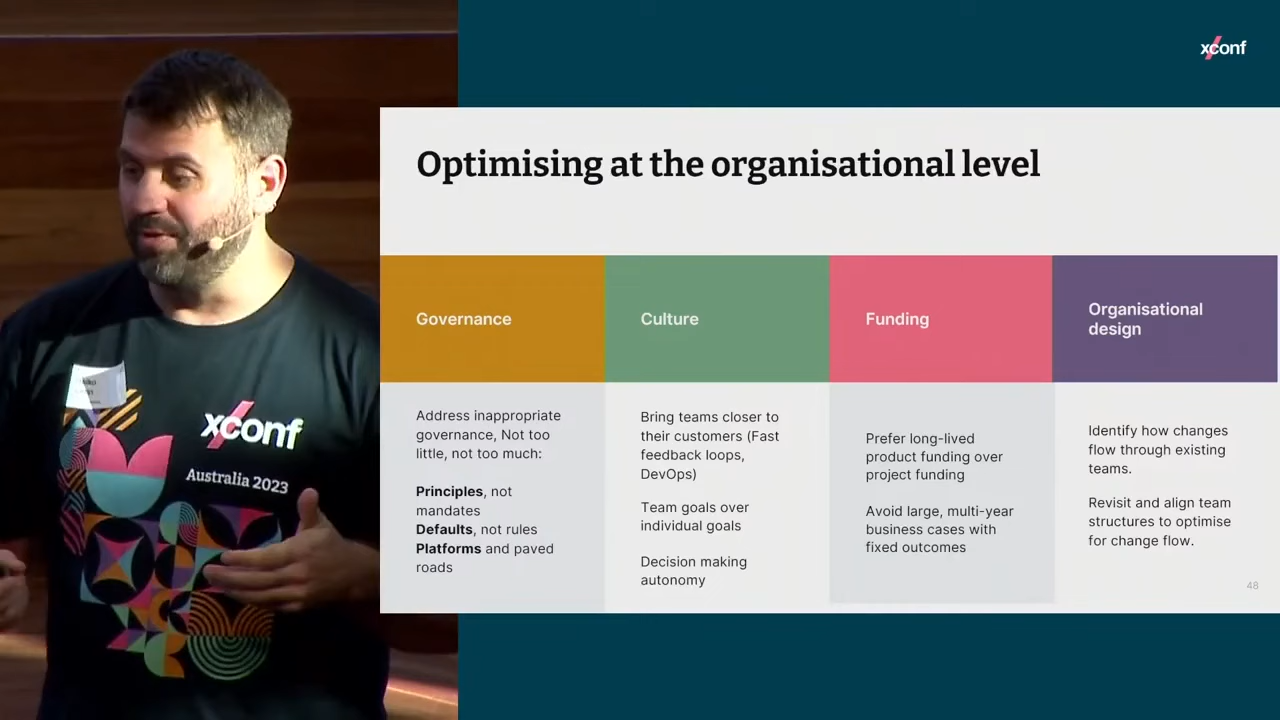 xconf
Optimising at the organisational level
Governance
Culture
Funding
Organisational
design
Address inappropriate
governance, Not too
little, not too much:
Principles, not
mandates
Defaults, not rules
Platforms and paved
roads
Bring teams closer to
their customers (Fast
feedback loops,
DevOps)
Team goals over
individual goals
Decision making
autonomy
Prefer long-lived
product funding over
project funding
Avoid large, multi-year
business cases with
fixed outcomes
Identify how changes
flow through existing
teams.
Revisit and align team
structures to optimise
for change flow.
48
xconf
Australia 2023